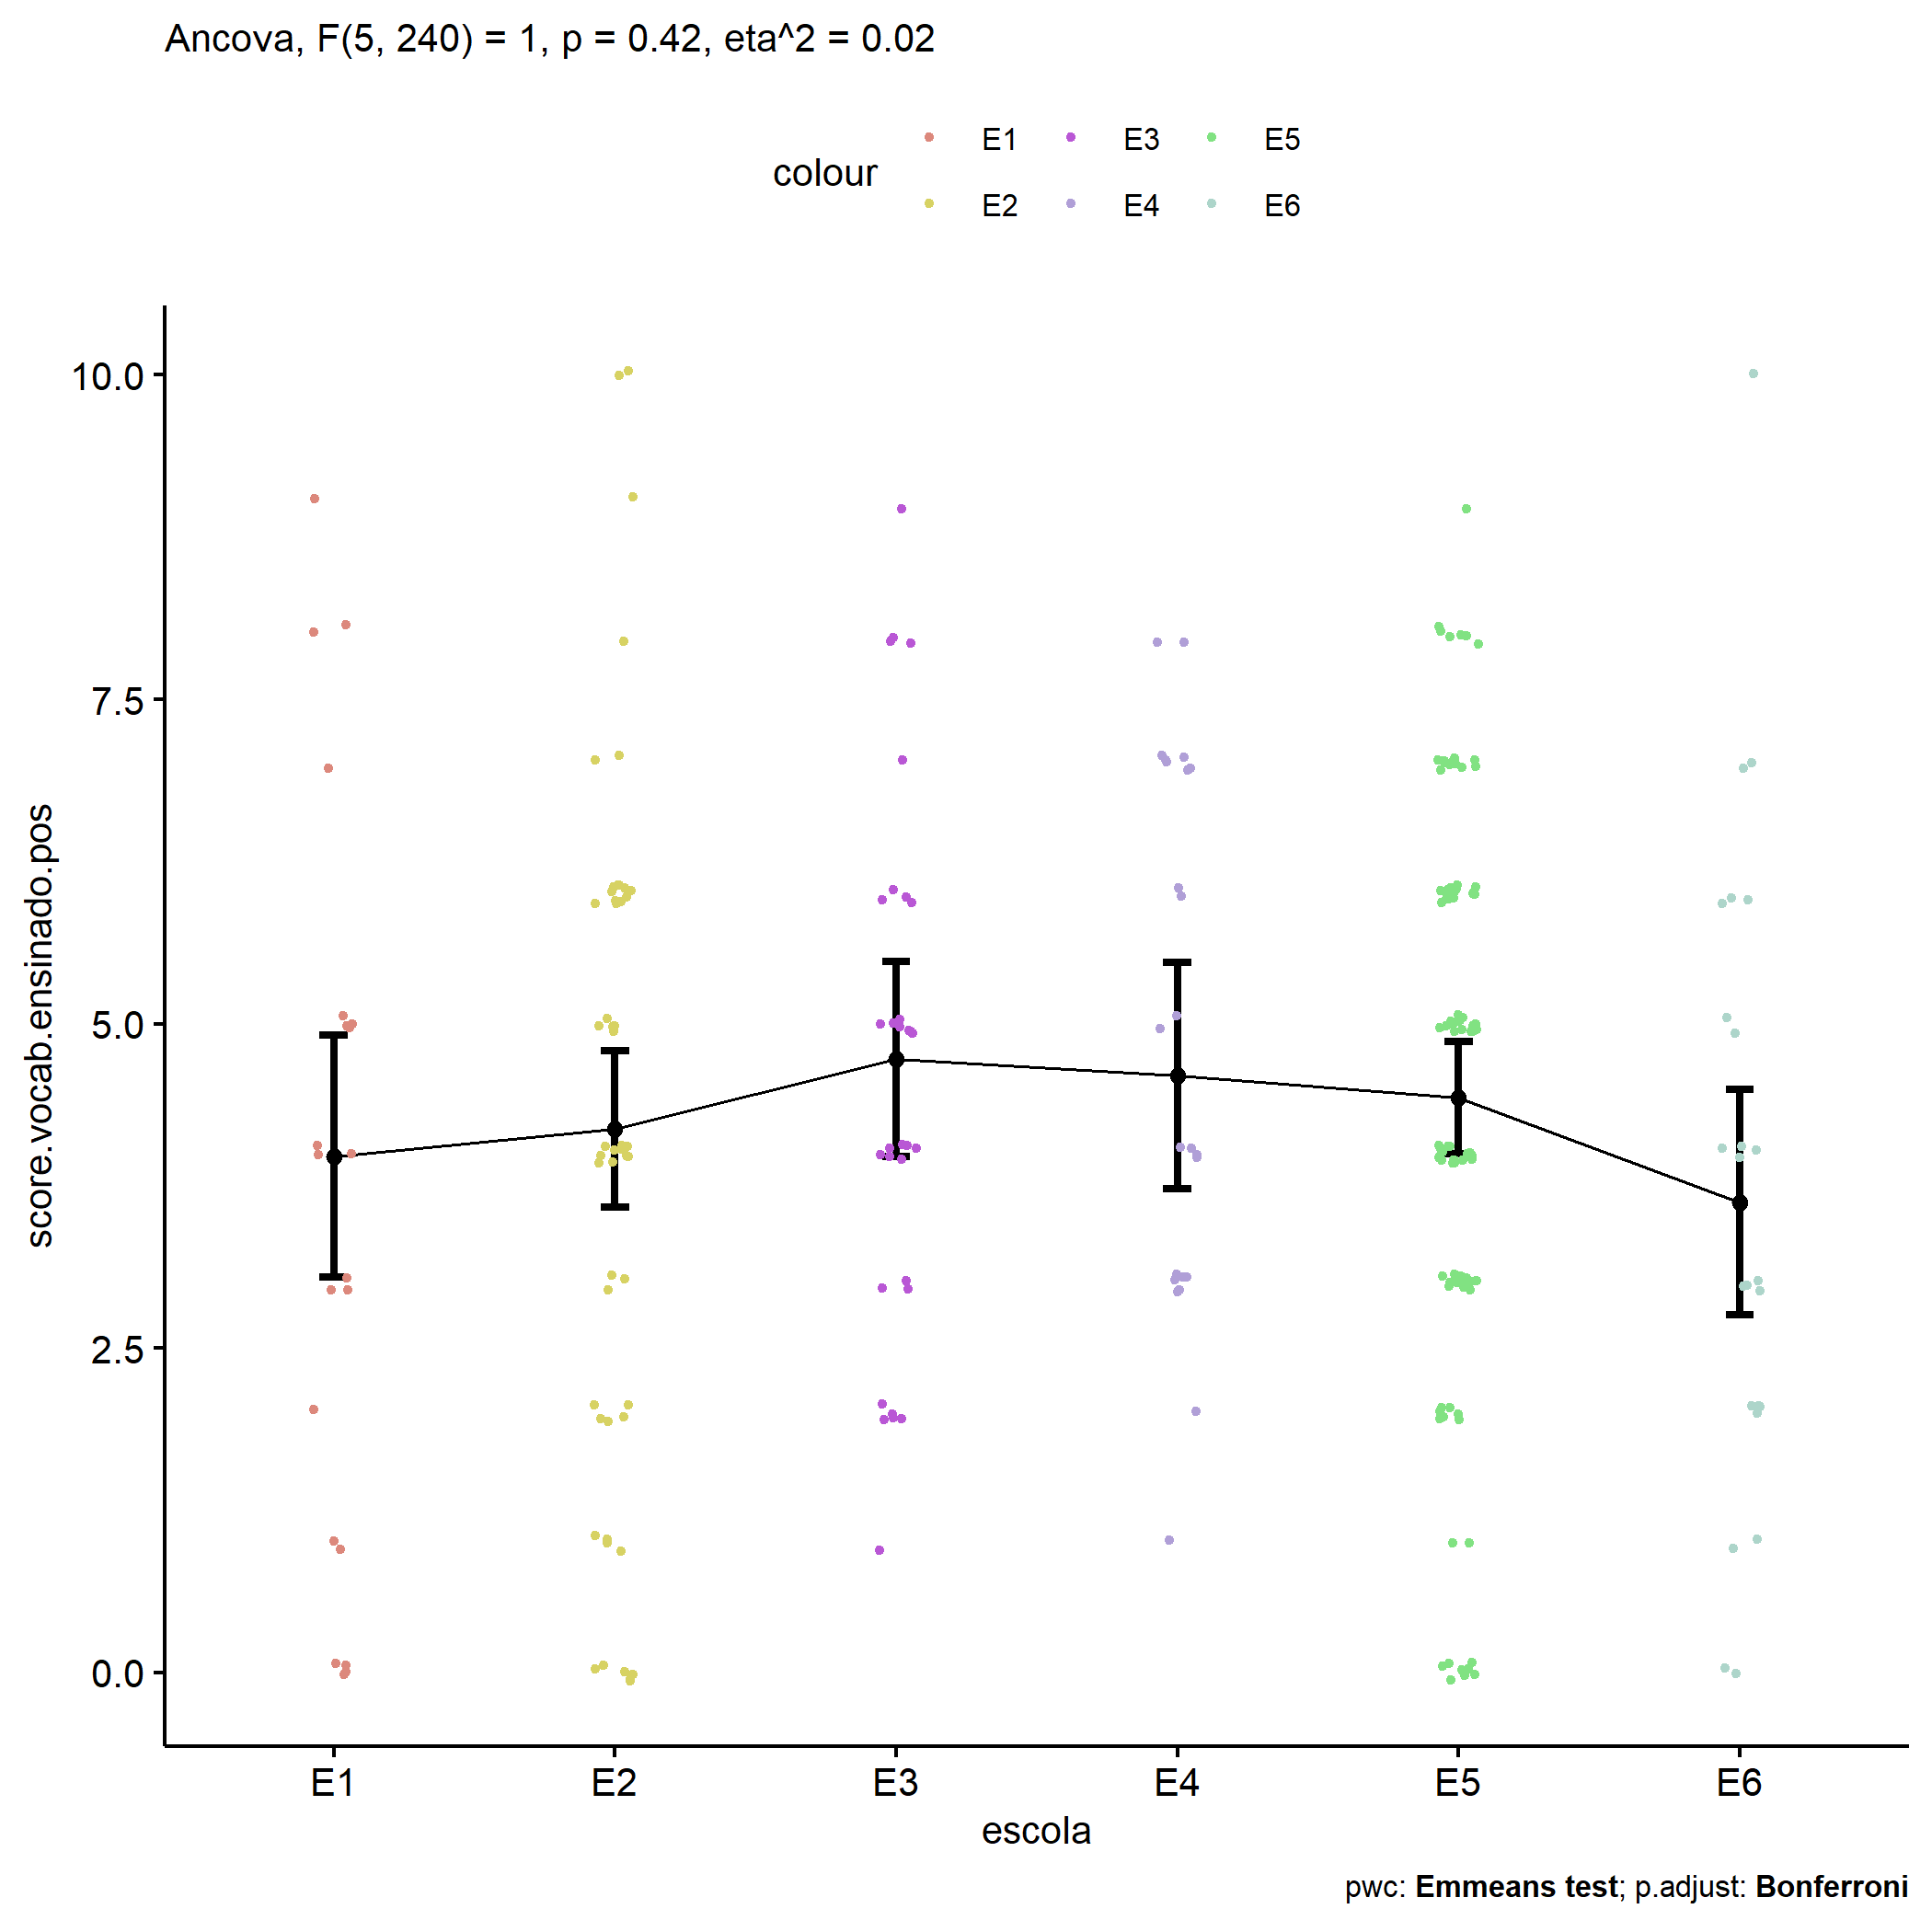 Ancova, F(5, 240) = 1, p = 0.42, eta^2 = 0.02
colour
E1 E3 E5
E2 E4 E6
score.vocab.ensinado.pos
10.0
7.5
5.0
2.5
0.0
E1 E2 E3 E4 E5 E6
escola
pwc: Emmeans test; p.adjust: Bonferroni